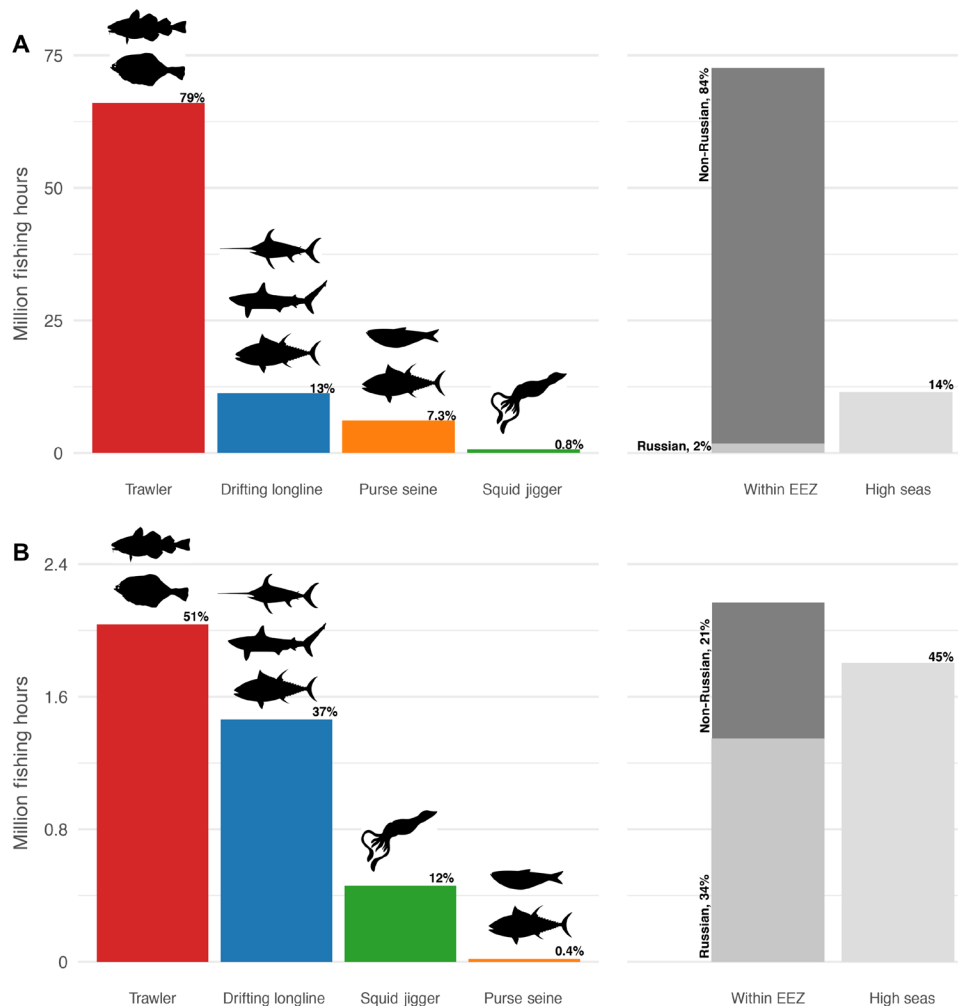 A
75
50
25
0
Million fishing hours
79%
13%
7.3%
0.8%
Trawler
Drifting longline
Purse seine
Squid jigger
Non-Russian, 84%
Russian, 2%
14%
Within EEZ
High seas
B
2.4
1.6
0.8
0
Million fishing hours
51%
37%
12%
0.4%
Trawler
Drifting longline
Squid jigger
Purse seine
Non-Russian, 21%
Russian, 34%
45%
Within EEZ
High seas